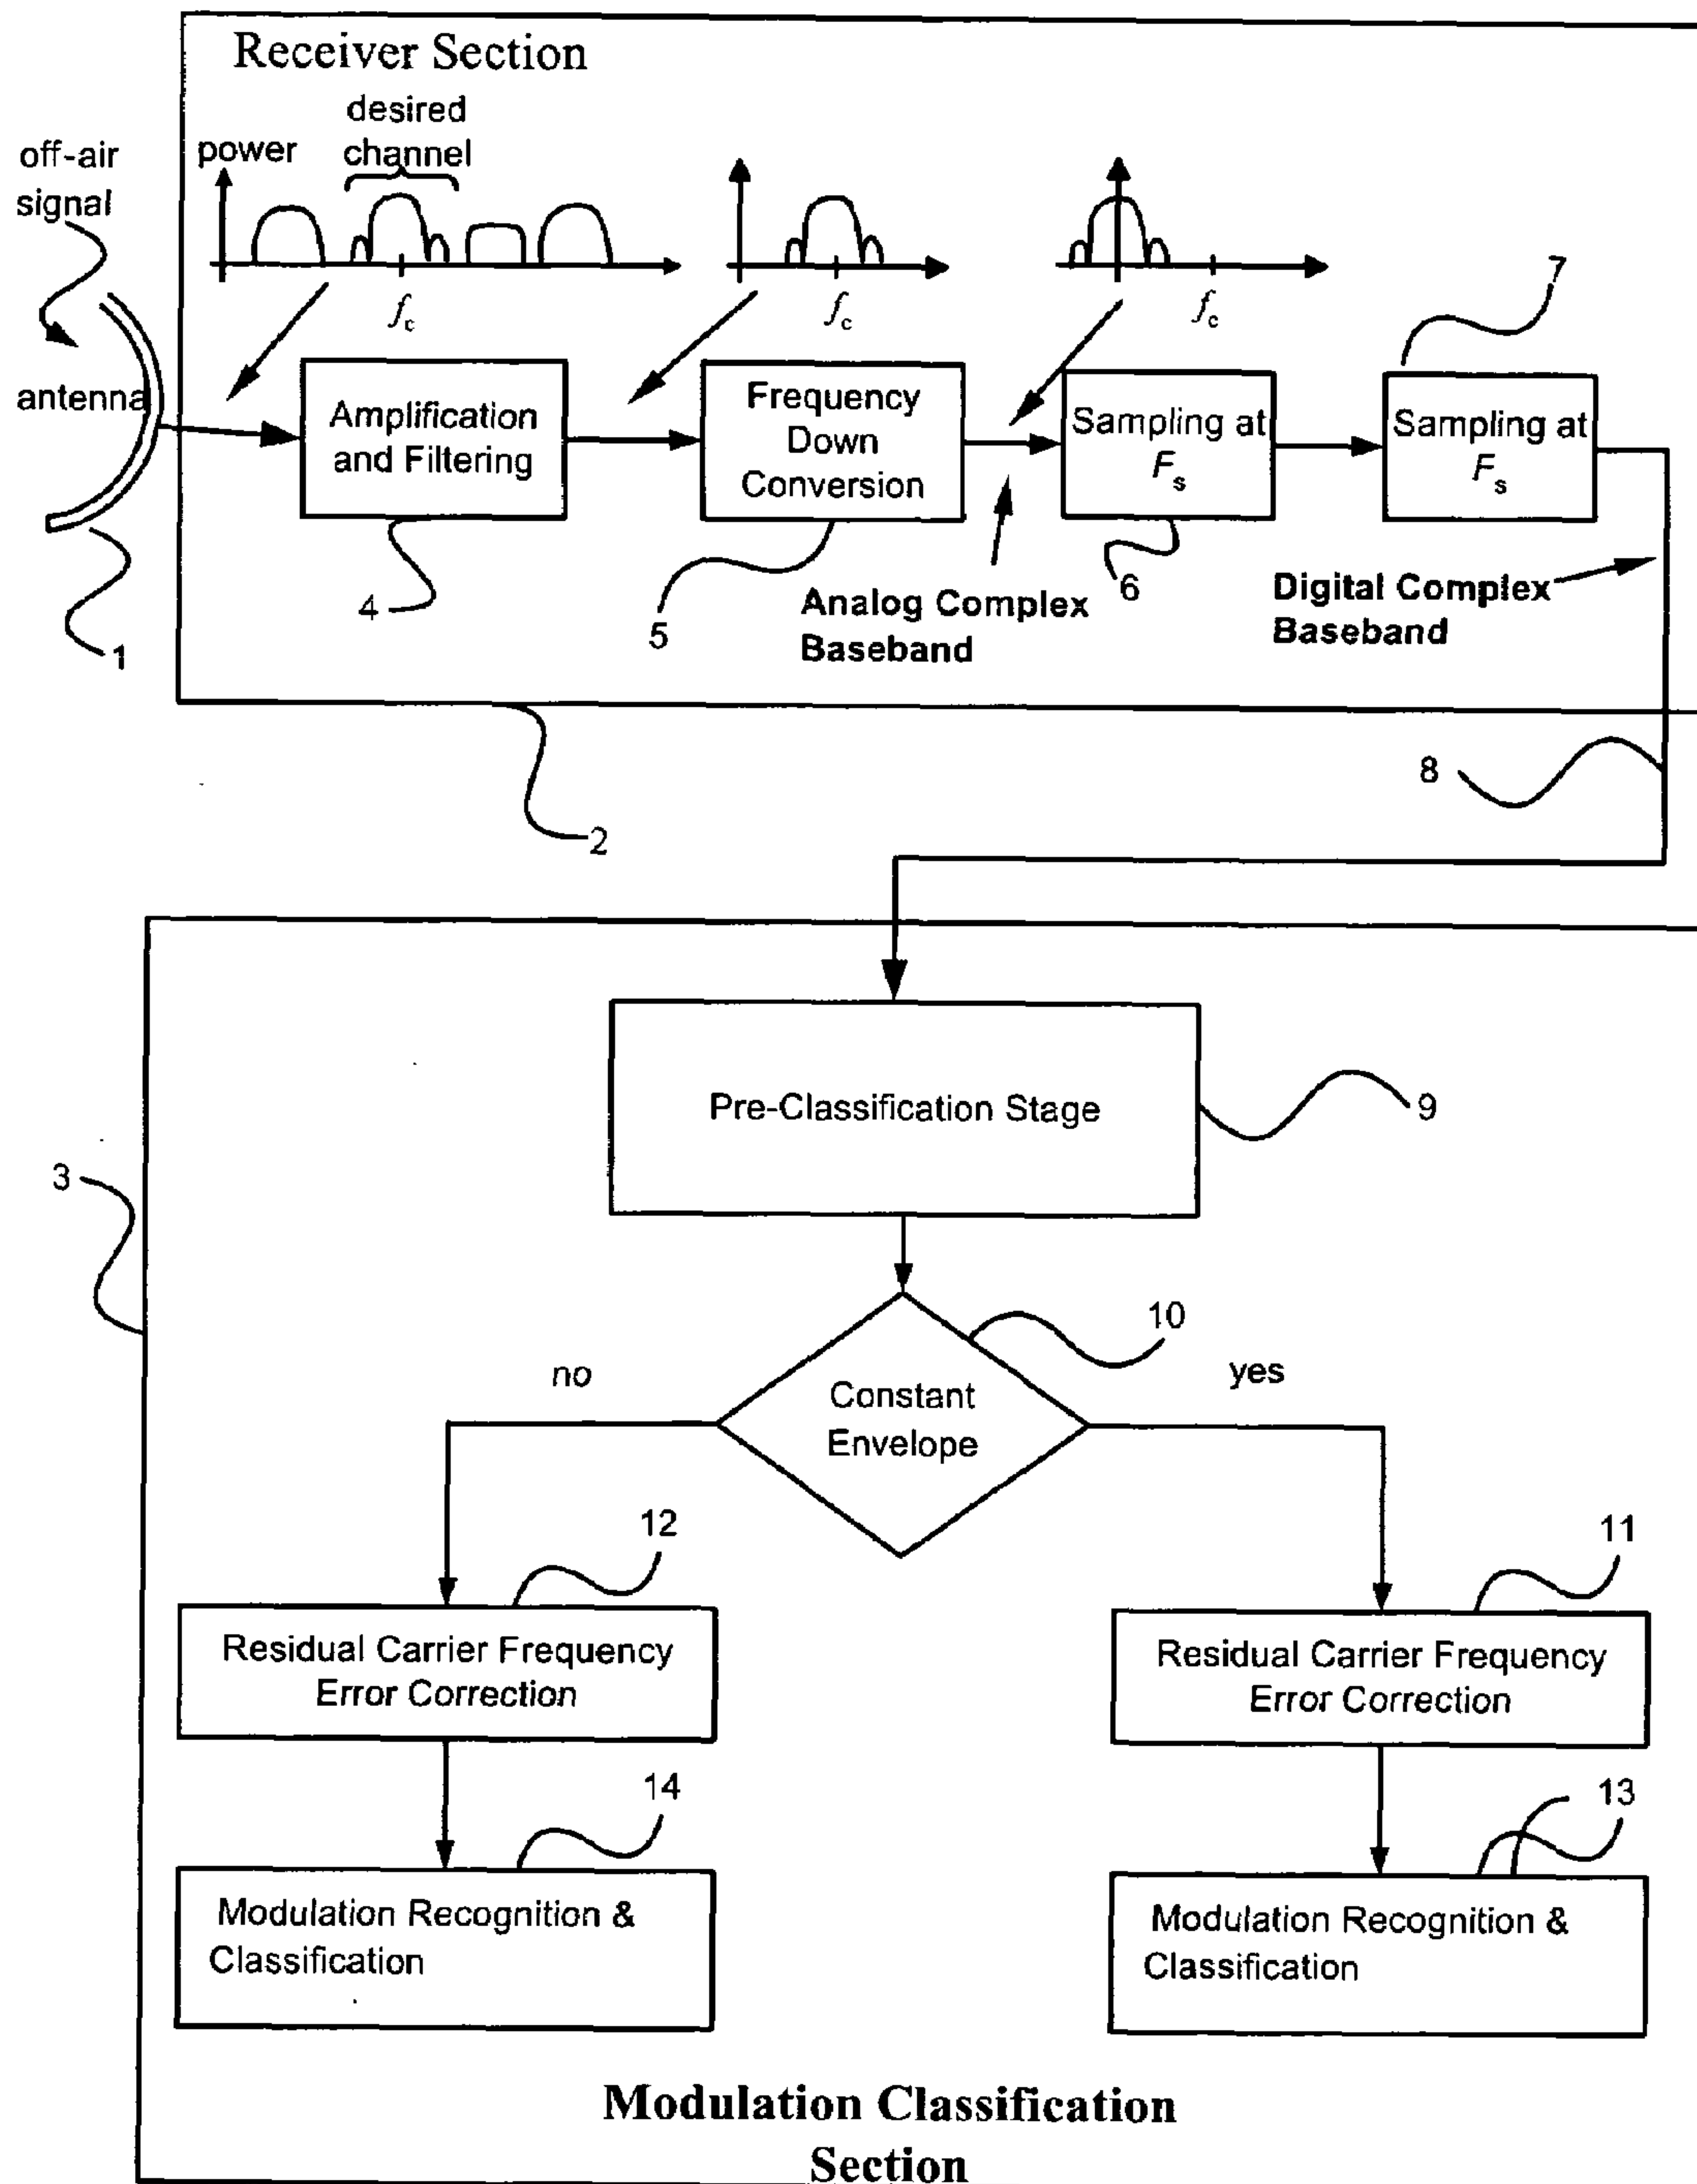 Receiver Section
desired
channel
power
off-air
signal
antenna
f_c
f_c
f_c
7
Amplification
and Filtering
Frequency
Down
Conversion
Sampling at
F_s
Sampling at
F_s
1
4
5
6
Analog Complex
Baseband
Digital Complex
Baseband
2
8
3
Pre-Classification Stage
9
10
no
yes
Constant
Envelope
12
11
Residual Carrier Frequency
Error Correction
Residual Carrier Frequency
Error Correction
14
13
Modulation Recognition &
Classification
Modulation Recognition &
Classification
Modulation Classification
Section